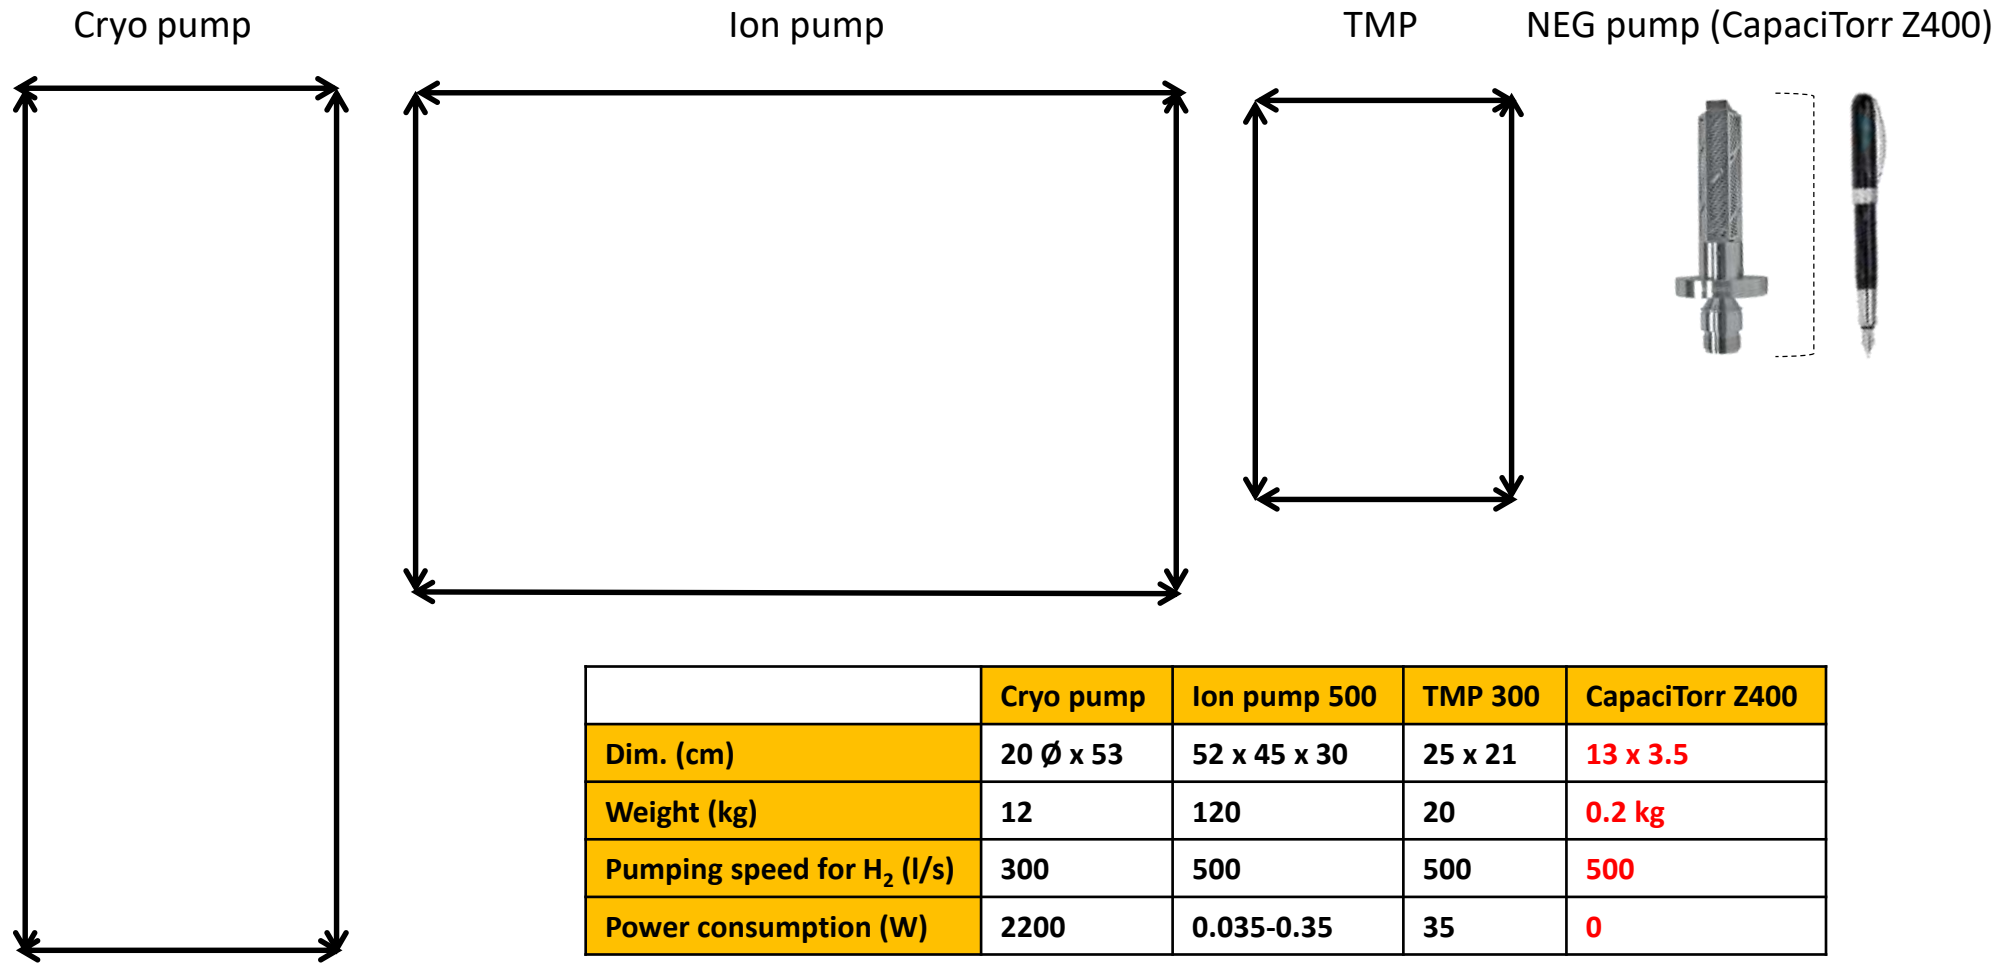 Cryo pump Ion pump TMP NEG pump (CapaciTorr Z400)
Cryo pump Ion pump 500 TMP 300 CapaciTorr Z400
Dim. (cm) 20 Ø x 53 52 x 45 x 30 25 x 21 13 x 3.5
Weight (kg) 12 120 20 0.2 kg
Pumping speed for H₂ (l/s) 300 500 500 500
Power consumption (W) 2200 0.035-0.35 35 0